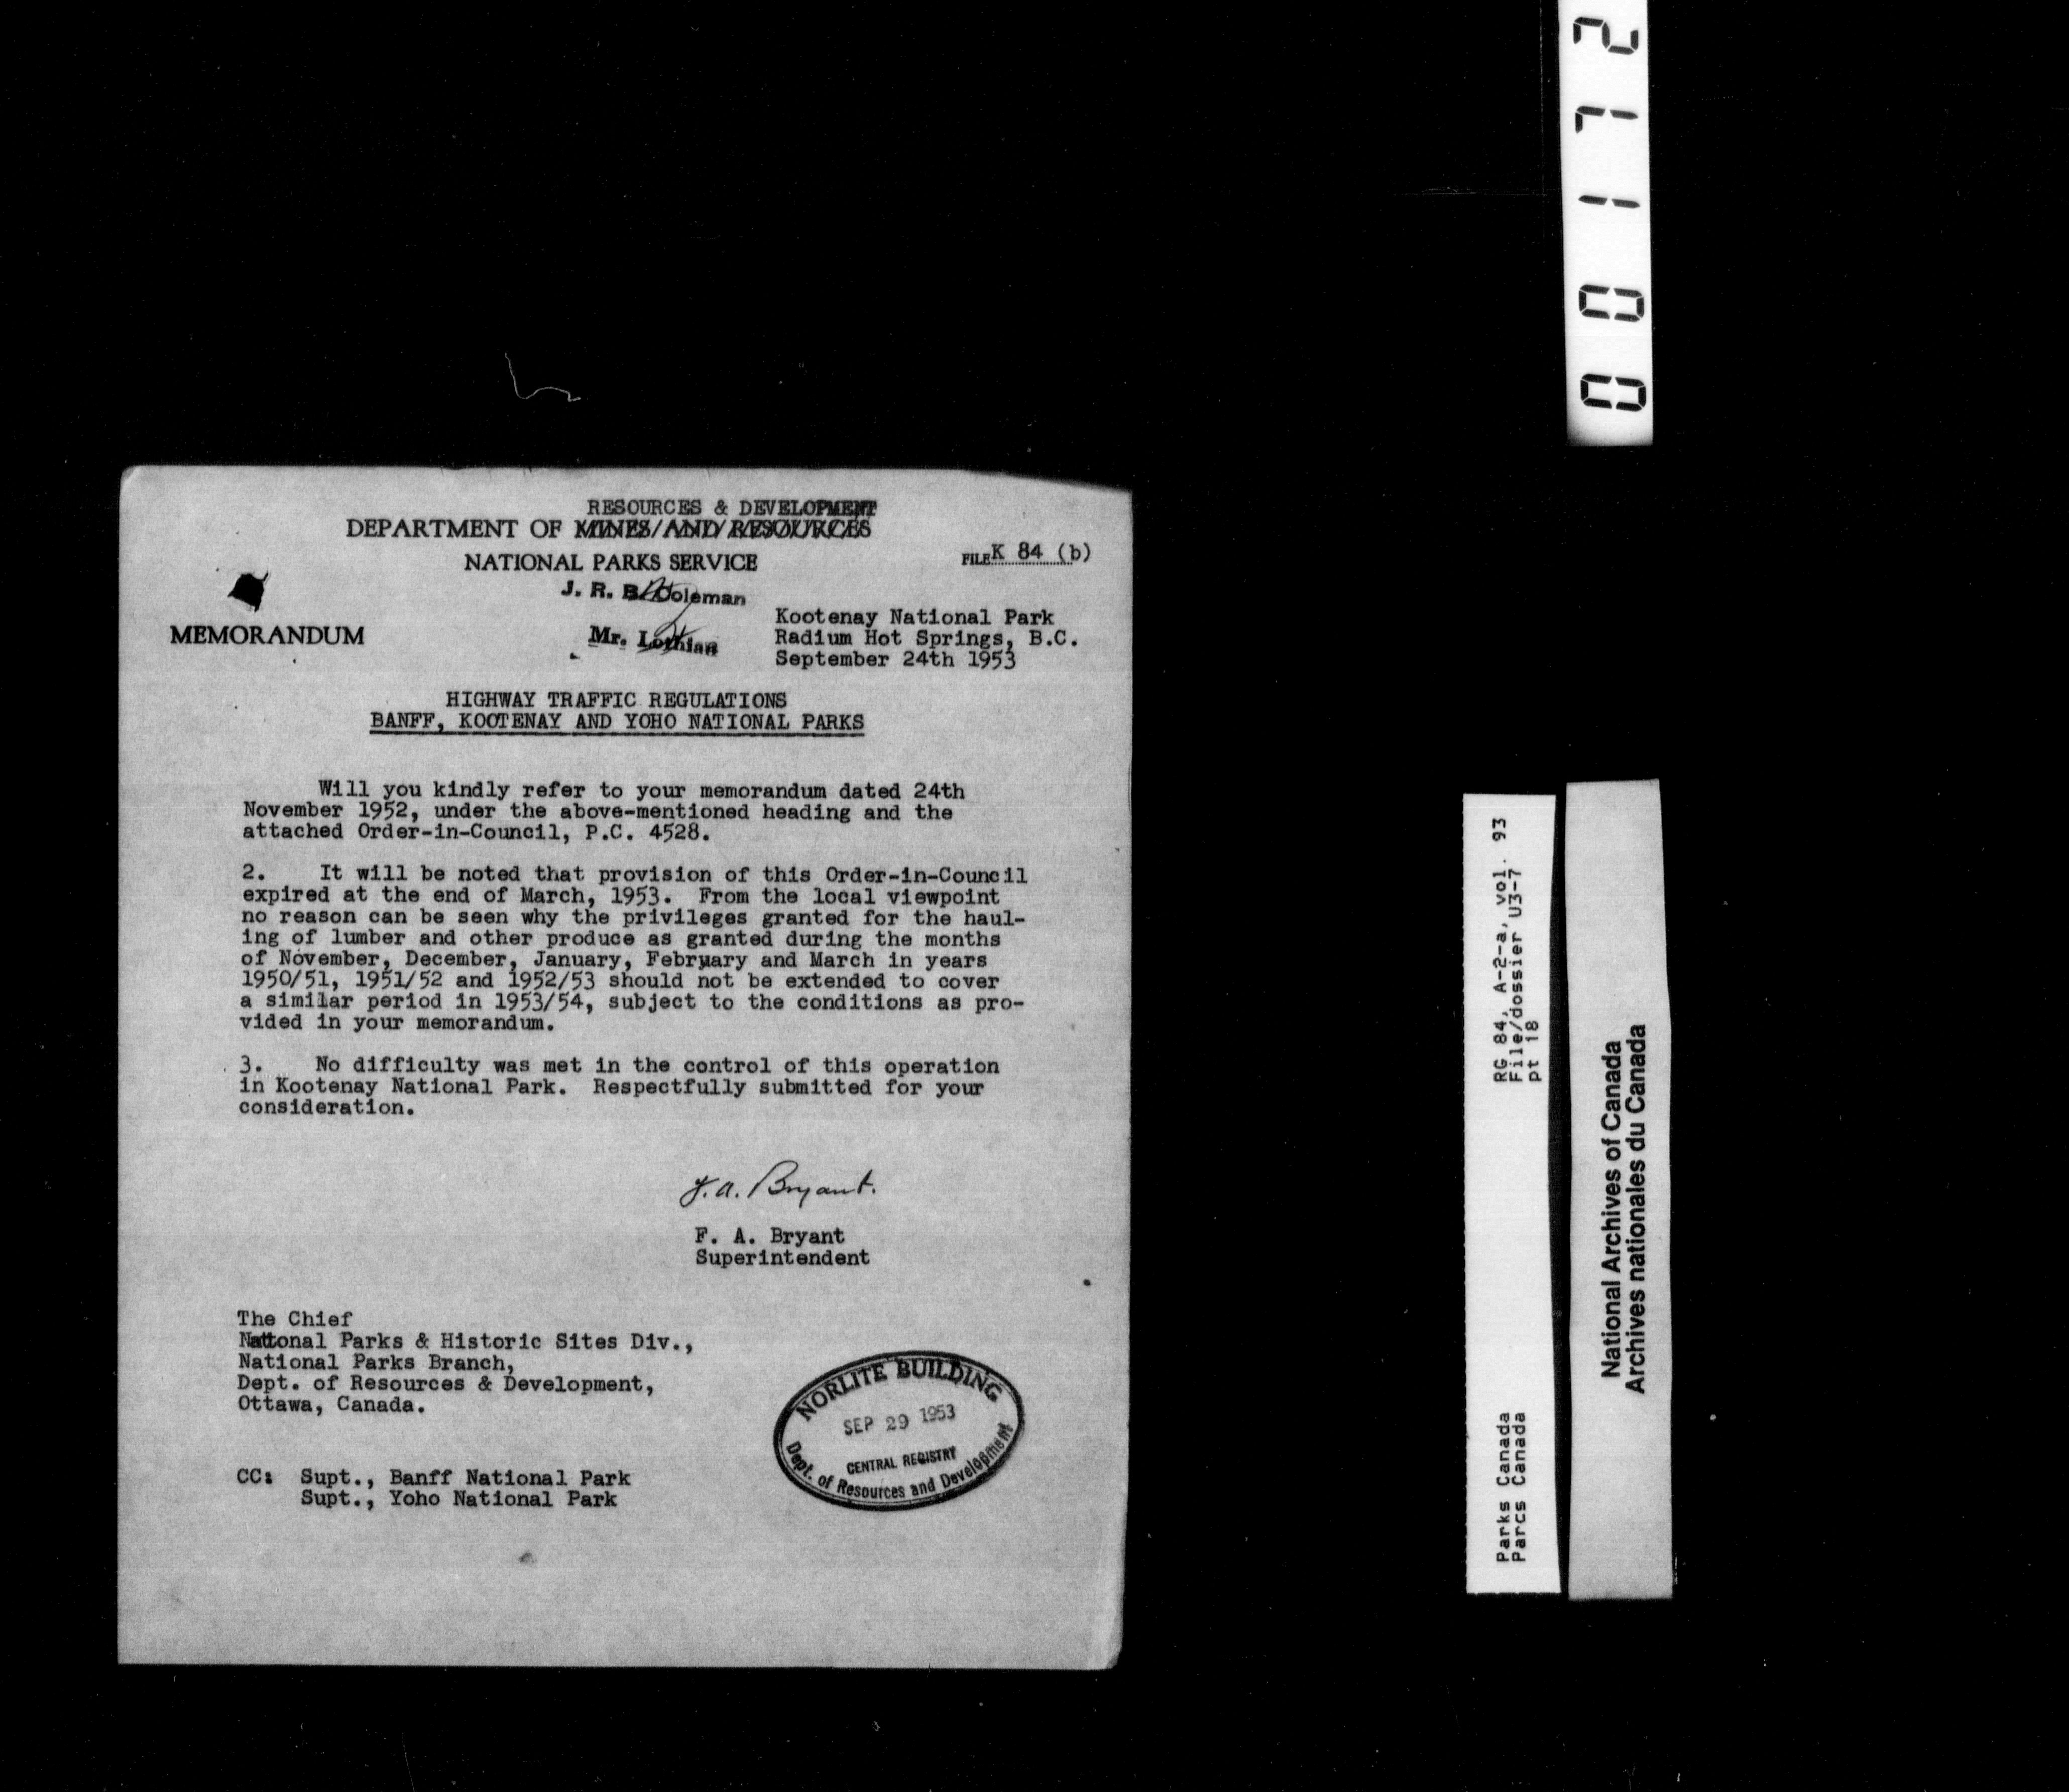 RESOURCES & DEVELOPMENT
DEPARTMENT OF MINES AND RESOURCES
NATIONAL PARKS SERVICE
FILE K 84 (b)
J. R. B. Coleman
Mr. Lothian
MEMORANDUM
Kootenay National Park
Radium Hot Springs, B.C.
September 24th 1953
HIGHWAY TRAFFIC REGULATIONS
BANFF, KOOTENAY AND YOHO NATIONAL PARKS
Will you kindly refer to your memorandum dated 24th
November 1952, under the above-mentioned heading and the
attached Order-in-Council, P.C. 4528.
2. It will be noted that provision of this Order-in-Council
expired at the end of March, 1953. From the local viewpoint
no reason can be seen why the privileges granted for the haul-
ing of lumber and other produce as granted during the months
of November, December, January, February and March in years
1950/51, 1951/52 and 1952/53 should not be extended to cover
a similar period in 1953/54, subject to the conditions as pro-
vided in your memorandum.
3. No difficulty was met in the control of this operation
in Kootenay National Park. Respectfully submitted for your
consideration.
F. A. Bryant.
F. A. Bryant
Superintendent
The Chief
National Parks & Historic Sites Div.,
National Parks Branch,
Dept. of Resources & Development,
Ottawa, Canada.
NORLITE BUILDING
SEP 29 1953
CENTRAL REGISTRY
Dept. of Resources and Development
CC: Supt., Banff National Park
Supt., Yoho National Park
00172
RG 84, A-2-a, vol. 93
File/dossier U3-7
pt 18
Parks Canada
Parcs Canada
National Archives of Canada
Archives nationales du Canada